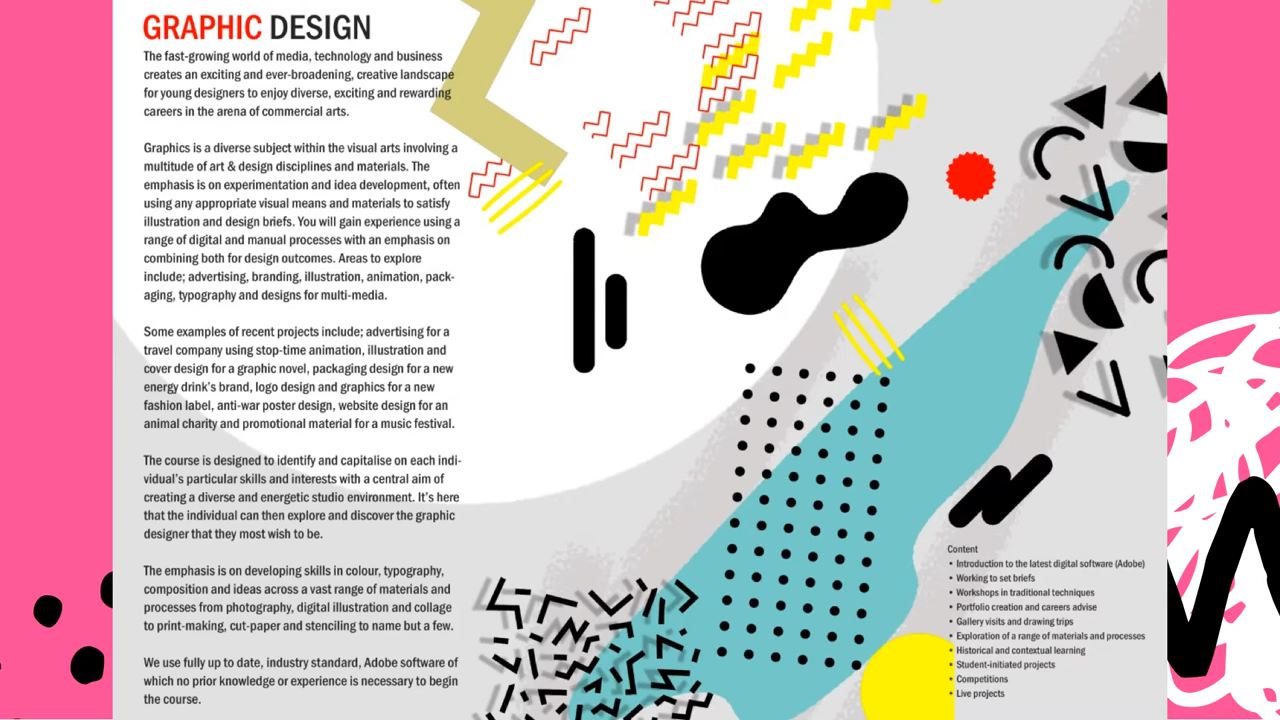 GRAPHIC DESIGN
The fast-growing world of media, technology and business
creates an exciting and ever-broadening, creative landscape
for young designers to enjoy diverse, exciting and rewarding
careers in the arena of commercial arts.
Graphics is a diverse subject within the visual arts involving a
multitude of art & design disciplines and materials. The
emphasis is on experimentation and idea development, often
using any appropriate visual means and materials to satisfy
illustration and design briefs. You will gain experience using a
range of digital and manual processes with an emphasis on
combining both for design outcomes. Areas to explore
include; advertising, branding, illustration, animation, pack-
aging, typography and designs for multi-media.
Some examples of recent projects include; advertising for a
travel company using stop-time animation, illustration and
cover design for a graphic novel, packaging design for a new
energy drink's brand, logo design and graphics for a new
fashion label, anti-war poster design, website design for an
animal charity and promotional material for a music festival.
The course is designed to identify and capitalise on each indi-
vidual's particular skills and interests with a central aim of
creating a diverse and energetic studio environment. It's here
that the individual can then explore and discover the graphic
designer that they most wish to be.
The emphasis is on developing skills in colour, typography,
composition and ideas across a vast range of materials and
processes from photography, digital illustration and collage
to print-making, cut-paper and stenciling to name but a few.
We use fully up to date, industry standard, Adobe software of
which no prior knowledge or experience is necessary to begin
the course.
Content
• Introduction to the latest digital software (Adobe)
• Working to set briefs
• Workshops in traditional techniques
• Portfolio creation and careers advise
• Gallery visits and drawing trips
• Exploration of a range of materials and processes
• Historical and contextual learning
• Student-initiated projects
• Competitions
• Live projects